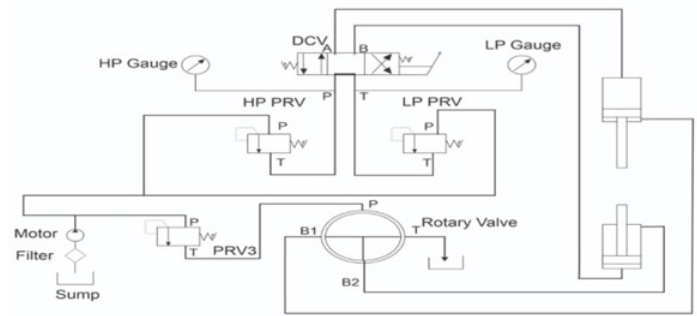 DCV A B
HP Gauge
LP Gauge
P T
HP PRV
LP PRV
P
T
P
T
P
T
PRV3
Motor
Filter
Sump
P
B1
T
Rotary Valve
B2